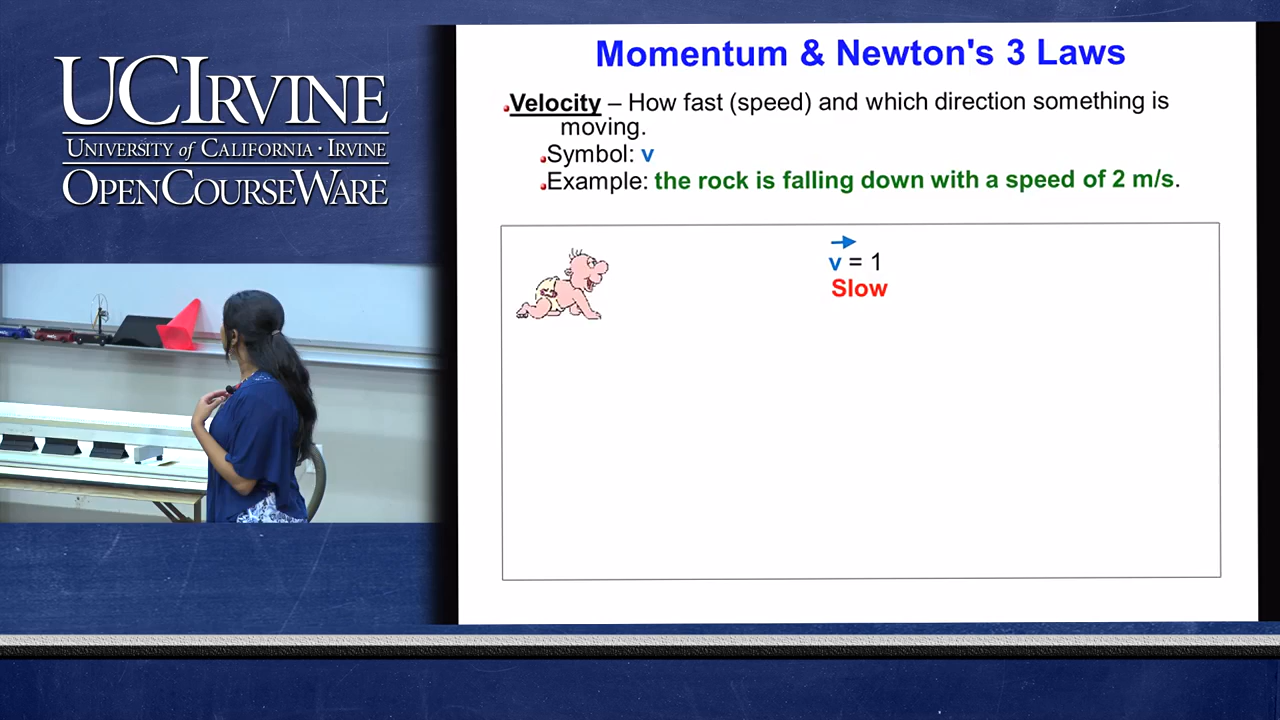 UCIRVINE
UNIVERSITY of CALIFORNIA · IRVINE
OPENCOURSEWARE
Momentum & Newton's 3 Laws
Velocity – How fast (speed) and which direction something is
moving.
Symbol: v
Example: the rock is falling down with a speed of 2 m/s.
v = 1
Slow